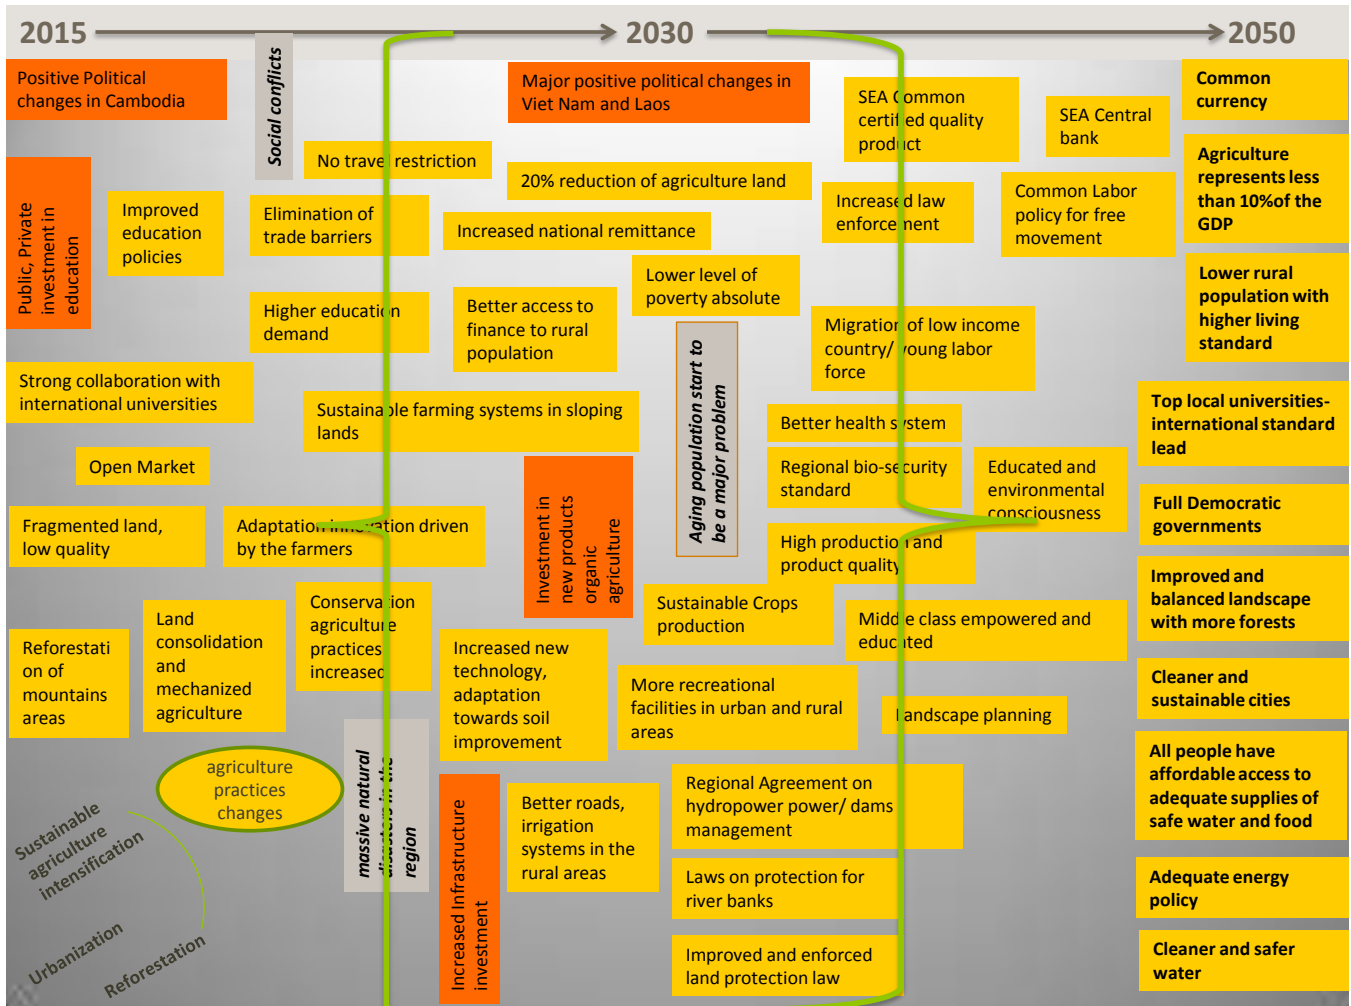 2015
2030
2050
Positive Political
changes in Cambodia
Social conflicts
Major positive political changes in
Viet Nam and Laos
SEA Common
certified quality
product
SEA Central
bank
Common
currency
No travel restriction
20% reduction of agriculture land
Agriculture
represents less
than 10%of the
GDP
Public, Private
investment in
education
Improved
education
policies
Elimination of
trade barriers
Increased national remittance
Increased law
enforcement
Common Labor
policy for free
movement
Lower level of
poverty absolute
Lower rural
population with
higher living
standard
Higher education
demand
Better access to
finance to rural
population
Aging population start to
be a major problem
Migration of low income
country/ young labor
force
Strong collaboration with
international universities
Sustainable farming systems in sloping
lands
Better health system
Top local universities-
international standard
lead
Open Market
Investment in
new products
organic
agriculture
Regional bio-security
standard
Educated and
environmental
consciousness
Full Democratic
governments
Fragmented land,
low quality
Adaptation innovation driven
by the farmers
High production and
product quality
Improved and
balanced landscape
with more forests
Conservation
agriculture
practices
increased
Sustainable Crops
production
Middle class empowered and
educated
Land
consolidation
and
mechanized
agriculture
Reforestati
on of
mountains
areas
Increased new
technology,
adaptation
towards soil
improvement
More recreational
facilities in urban and rural
areas
Landscape planning
Cleaner and
sustainable cities
massive natural
disasters in the
region
agriculture
practices
changes
Increased Infrastructure
investment
Better roads,
irrigation
systems in the
rural areas
Regional Agreement on
hydropower power/ dams
management
All people have
affordable access to
adequate supplies of
safe water and food
Sustainable
agriculture
intensification
Laws on protection for
river banks
Adequate energy
policy
Urbanization
Reforestation
Improved and enforced
land protection law
Cleaner and safer
water